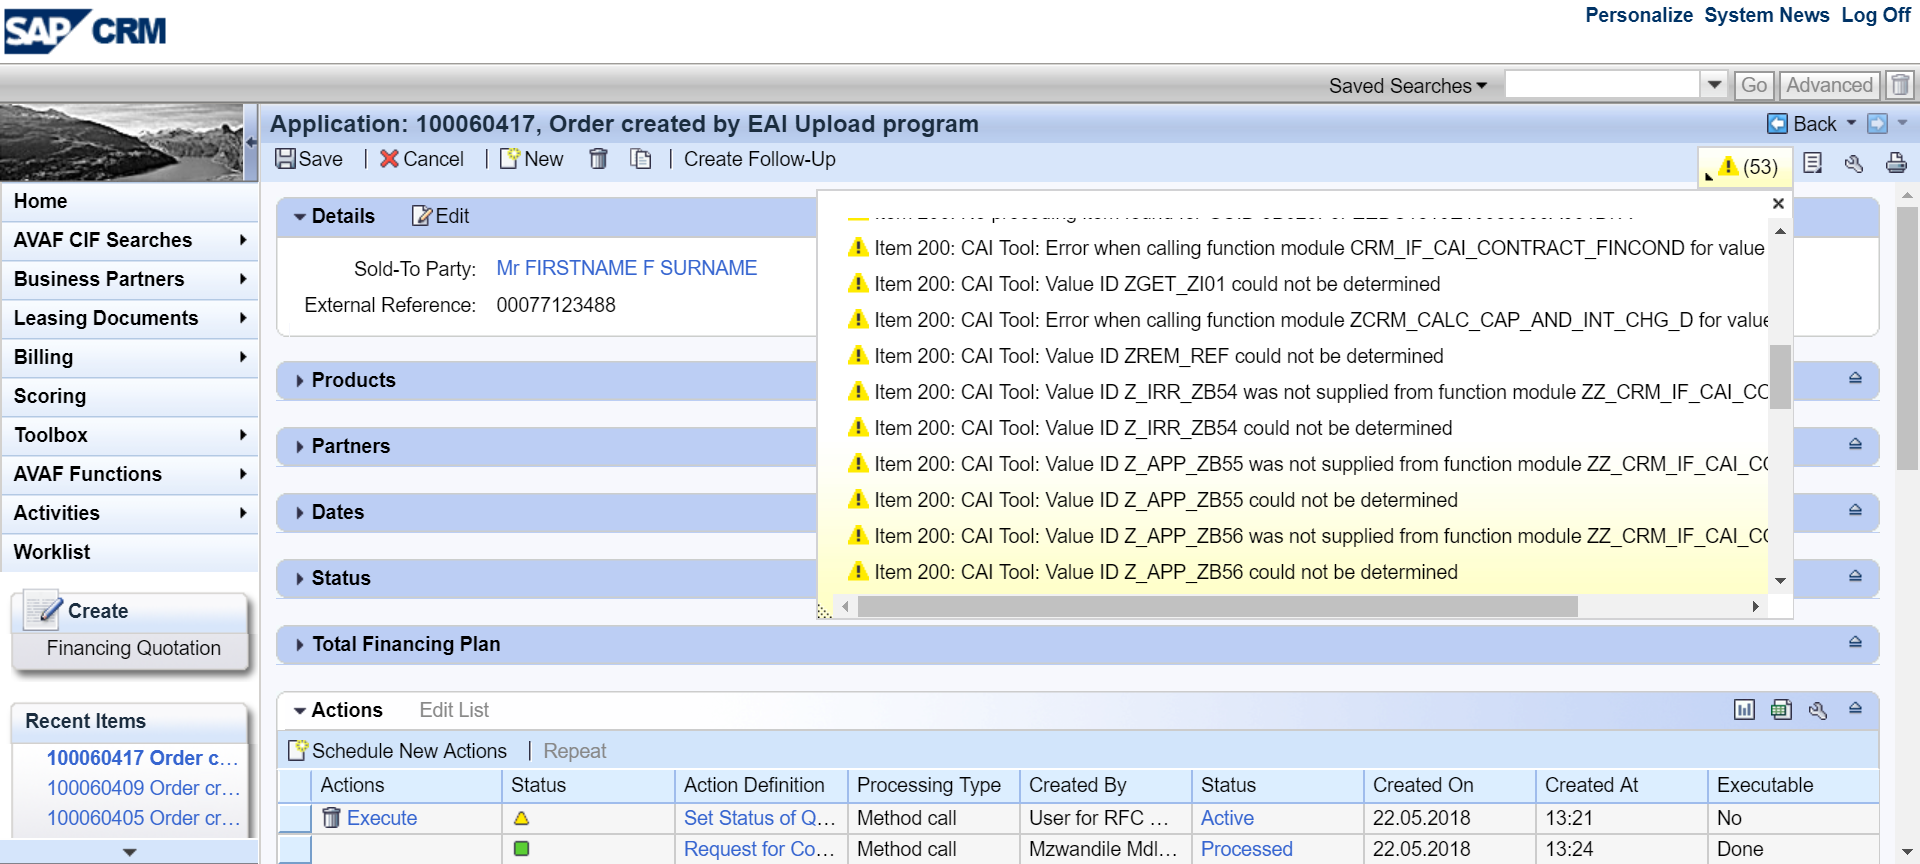 SAP CRM
Personalize System News Log Off
Saved Searches Go Advanced
Application: 100060417, Order created by EAI Upload program
Back
Save | Cancel | New | Create Follow-Up
(53)
Home
AVAF CIF Searches
Business Partners
Leasing Documents
Billing
Scoring
Toolbox
AVAF Functions
Activities
Worklist
Create
Financing Quotation
Recent Items
100060417 Order c...
100060409 Order cr...
100060405 Order cr...
Details Edit
Sold-To Party: Mr FIRSTNAME F SURNAME
External Reference: 00077123488
Products
Partners
Dates
Status
Total Financing Plan
Item 200: CAI Tool: Error when calling function module CRM_IF_CAI_CONTRACT_FINCOND for value
Item 200: CAI Tool: Value ID ZGET_ZI01 could not be determined
Item 200: CAI Tool: Error when calling function module ZCRM_CALC_CAP_AND_INT_CHG_D for value
Item 200: CAI Tool: Value ID ZREM_REF could not be determined
Item 200: CAI Tool: Value ID Z_IRR_ZB54 was not supplied from function module ZZ_CRM_IF_CAI_CO
Item 200: CAI Tool: Value ID Z_IRR_ZB54 could not be determined
Item 200: CAI Tool: Value ID Z_APP_ZB55 was not supplied from function module ZZ_CRM_IF_CAI_CO
Item 200: CAI Tool: Value ID Z_APP_ZB55 could not be determined
Item 200: CAI Tool: Value ID Z_APP_ZB56 was not supplied from function module ZZ_CRM_IF_CAI_CO
Item 200: CAI Tool: Value ID Z_APP_ZB56 could not be determined
Actions Edit List
Schedule New Actions | Repeat
Actions Status Action Definition Processing Type Created By Status Created On Created At Executable
Execute Set Status of Q... Method call User for RFC ... Active 22.05.2018 13:21 No
Request for Co... Method call Mzwandile Mdl... Processed 22.05.2018 13:24 Done